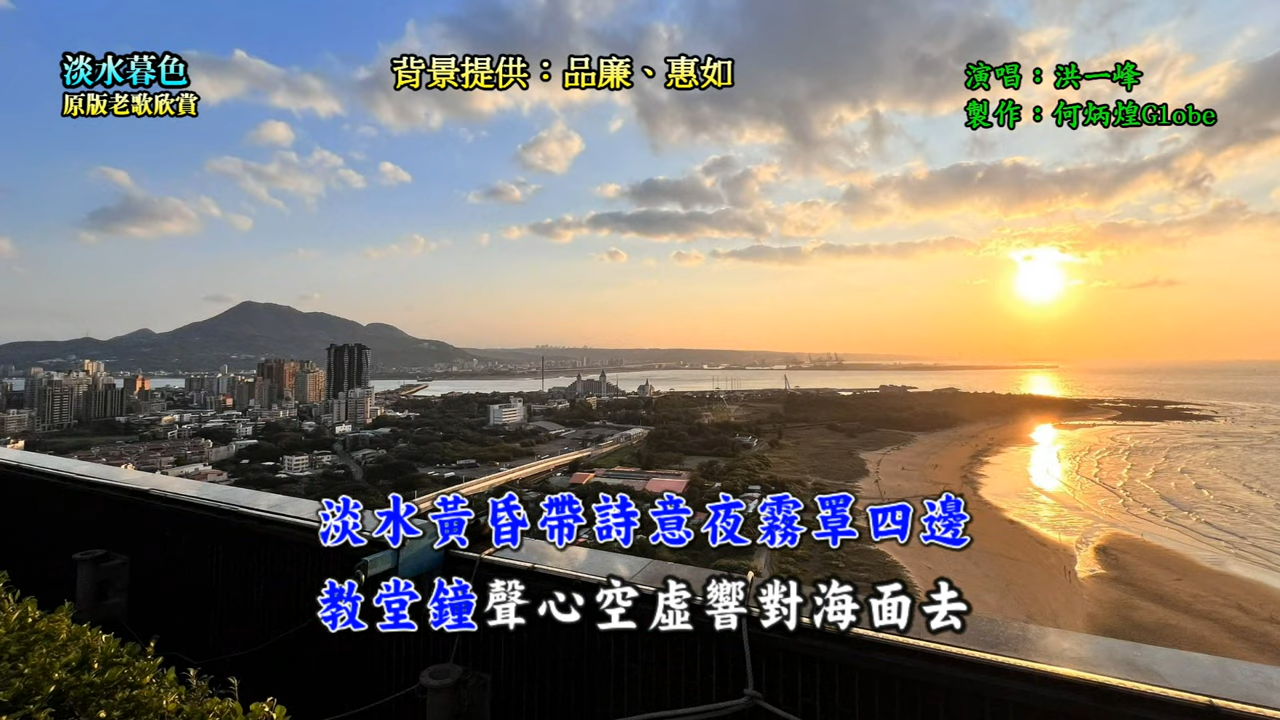 淡水暮色
原版老歌欣賞
背景提供：品廉、惠如
演唱：洪一峰
製作：何炳煌Globe
淡水黃昏帶詩意夜霧罩四邊
教堂鐘聲心空虛響對海面去